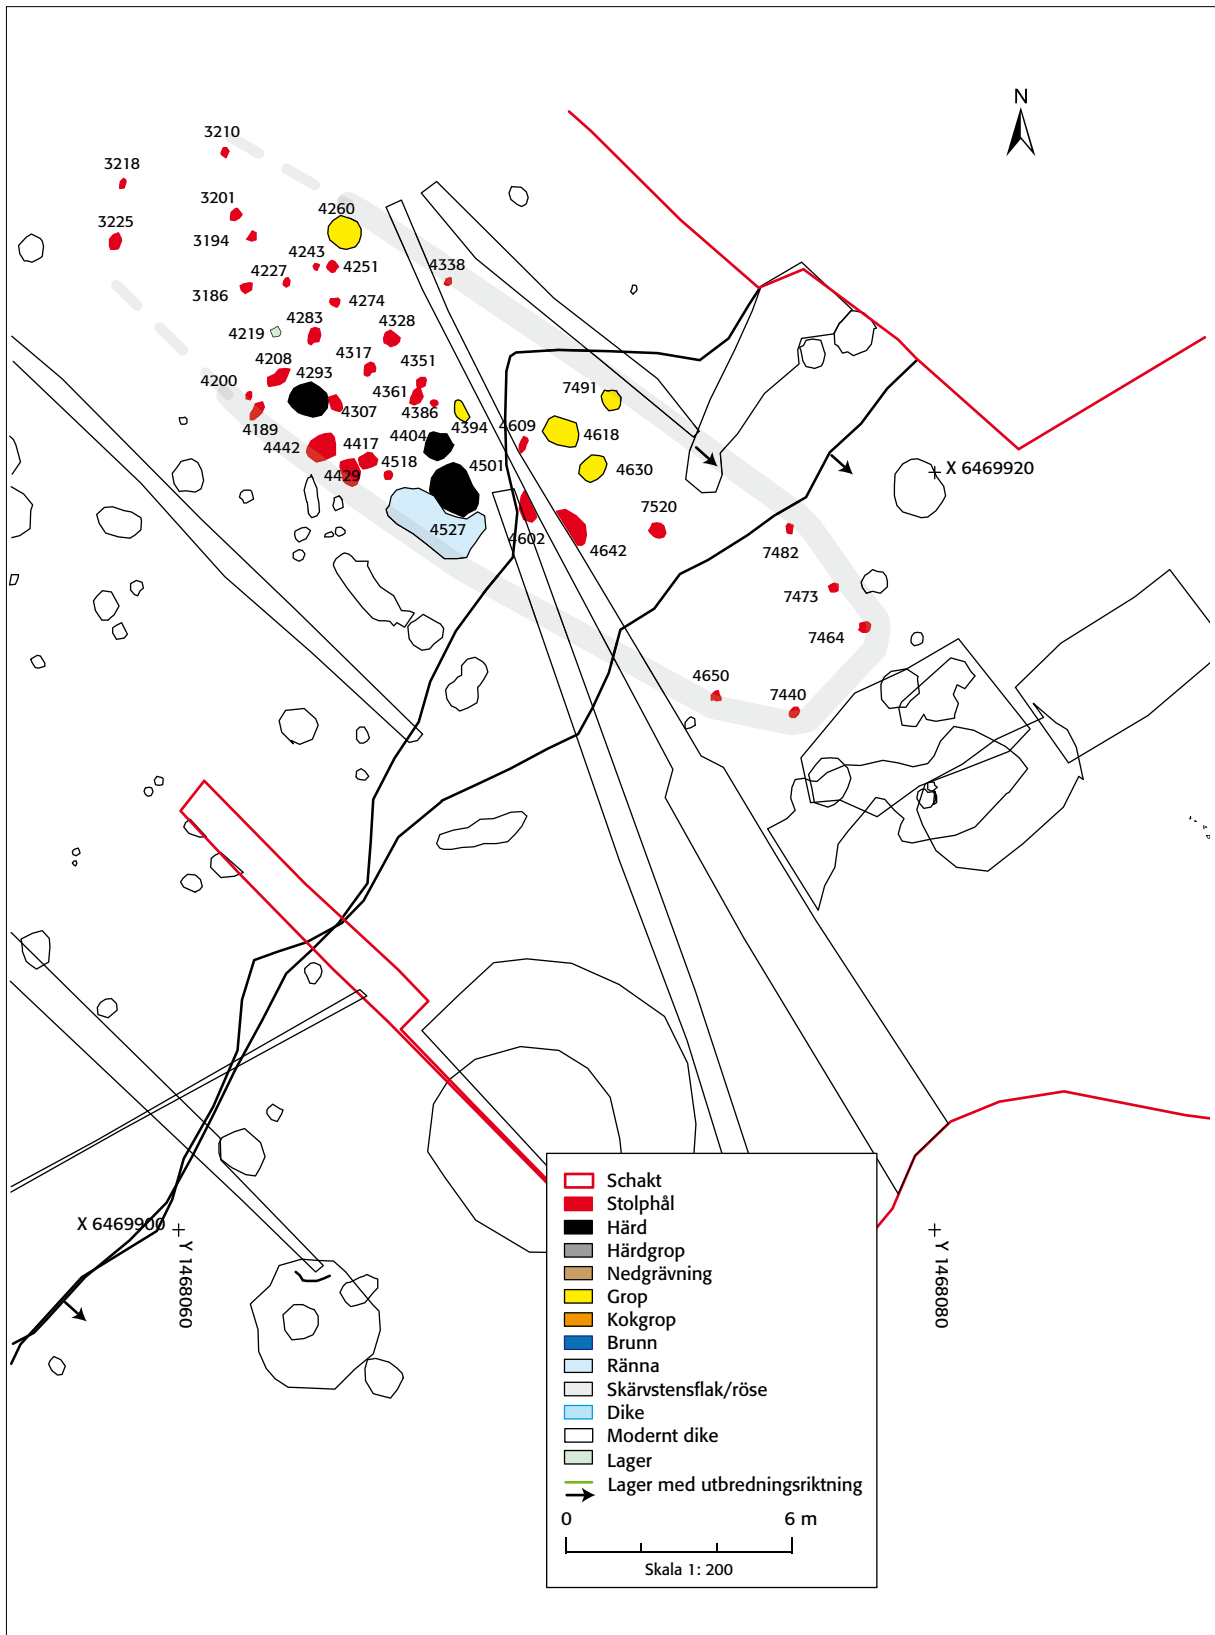 N
3210
3218
3201
3225
3194
4260
4243
4251
4227
3186
4338
4274
4219
4283
4328
4208
4293
4317
4351
4200
4361
4307
4386
7491
4189
4394
4442
4417
4404
4609
4618
4518
4501
4429
4630
X 6469920
4527
4602
4642
7520
7482
7473
7464
4650
7440
X 6469900
Y 1468060
Y 1468080
Schakt
Stolphål
Härd
Härdgrop
Nedgrävning
Grop
Kokgrop
Brunn
Ränna
Skärvstensflak/röse
Dike
Modernt dike
Lager
Lager med utbredningsriktning
0 6 m
Skala 1: 200